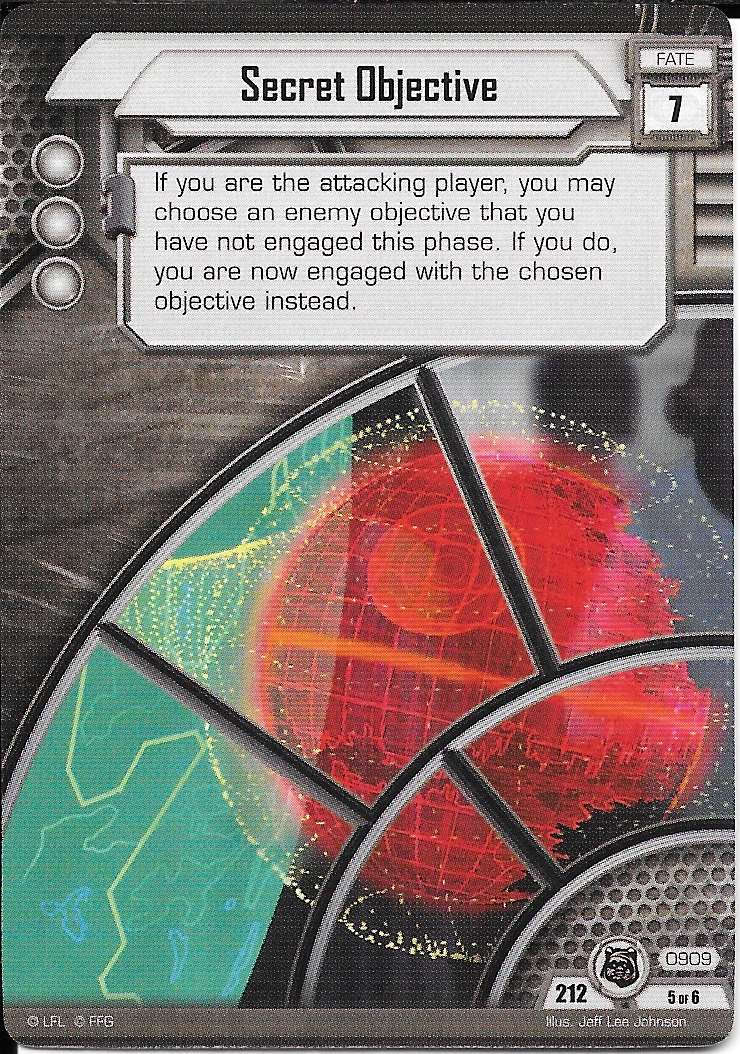 Secret Objective
FATE
7
If you are the attacking player, you may
choose an enemy objective that you
have not engaged this phase. If you do,
you are now engaged with the chosen
objective instead.
0909
212
5 OF 6
© LFL © FFG
Illus. Jeff Lee Johnson